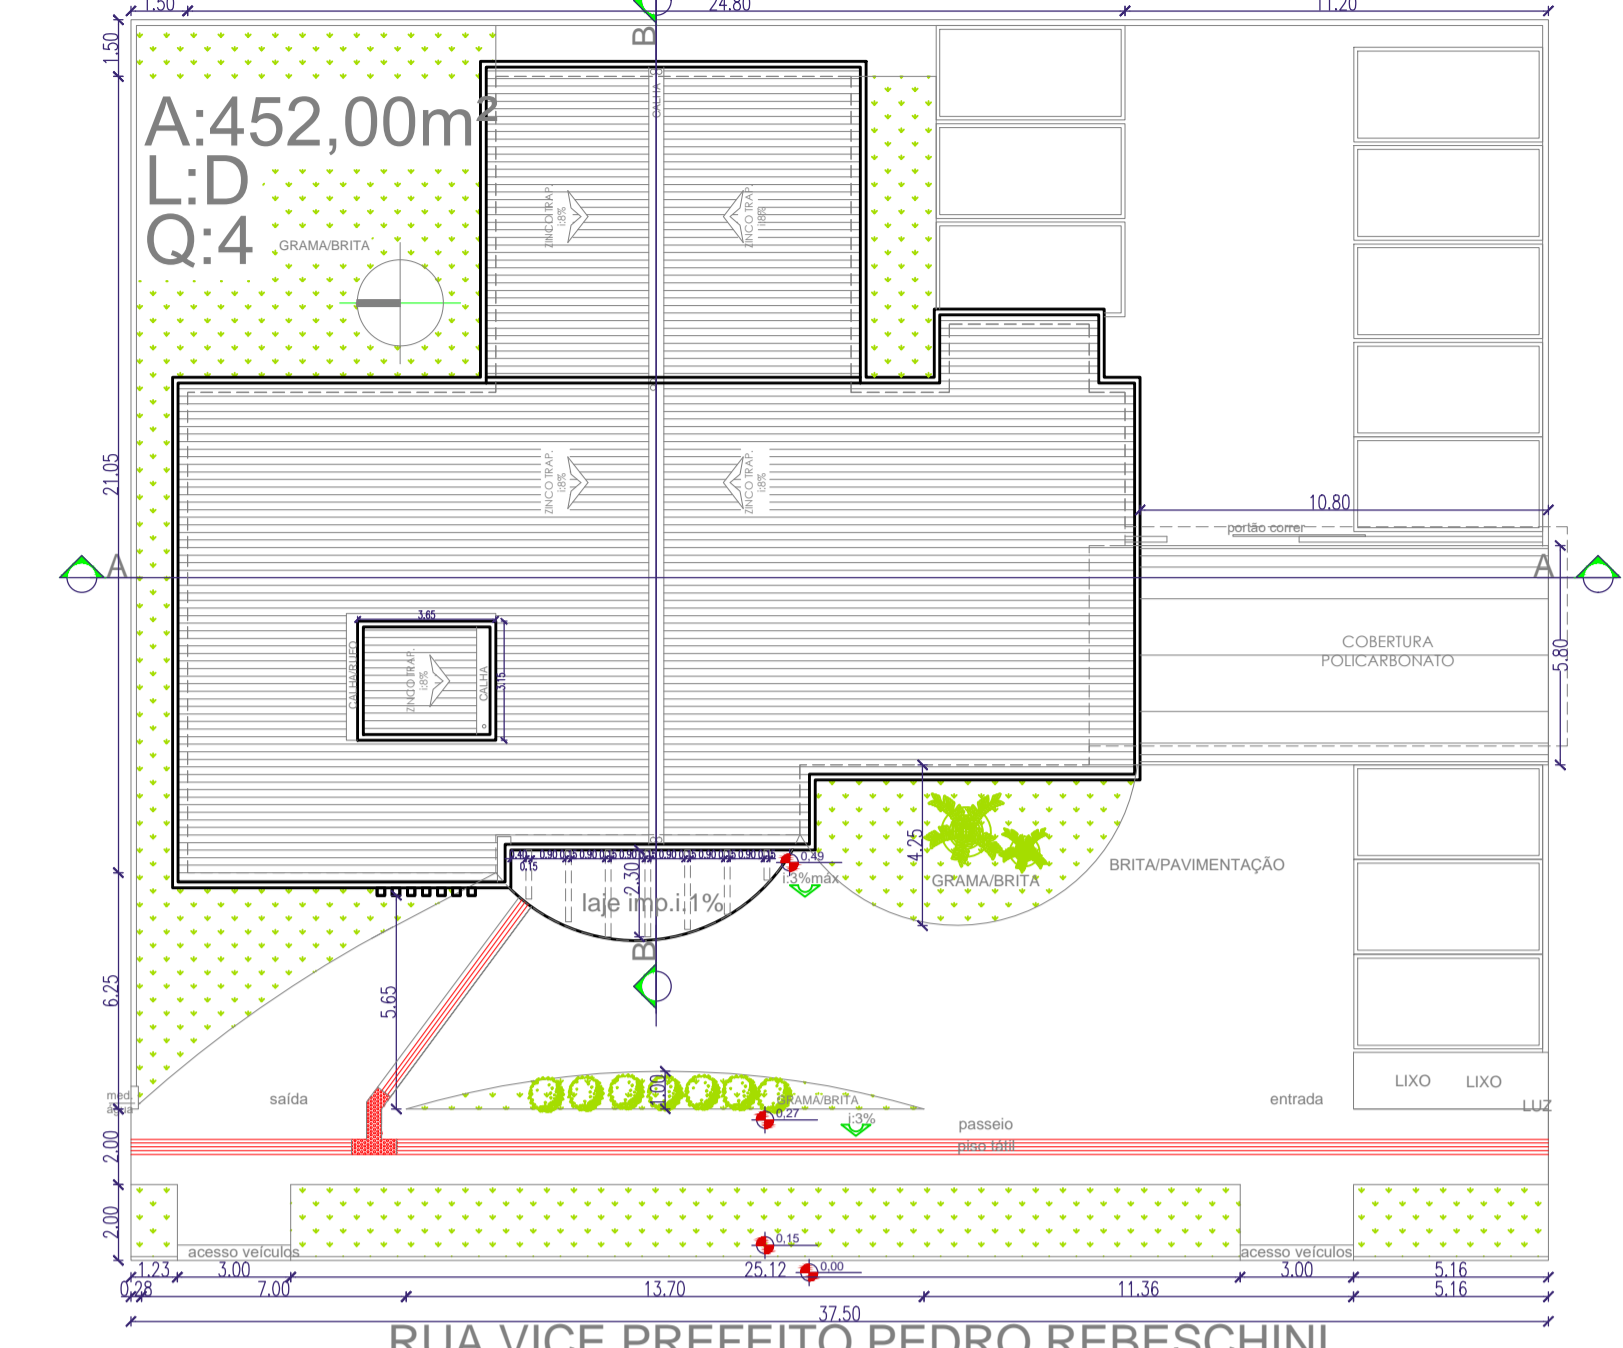 1.50
24.80
11.20
B
1.50
A:452,00m²
L:D
Q:4
GRAMA/BRITA
CALHA
ZINCO TRAP.
i:8%
ZINCO TRAP.
i:8%
21.05
ZINCO TRAP.
i:8%
ZINCO TRAP.
i:8%
10.80
portão correr
A
A
COBERTURA
POLICARBONATO
5.80
3.65
CALHA/RUFO
ZINCO TRAP.
i:8%
CALHA
3.15
4.25
0,49
i:3%máx
GRAMA/BRITA
BRITA/PAVIMENTAÇÃO
0.15
2.30
laje imp.i.1%
B
6.25
5.65
1.00
GRAMA/BRITA
0,27
i:3%
LIXO
LIXO
LUZ
med.
água
saída
entrada
passeio
piso tátil
2.00
2.00
0,15
acesso veículos
acesso veículos
0,00
1.23
3.00
25.12
3.00
5.16
0.28
7.00
13.70
11.36
5.16
37.50
RUA VICE PREFEITO PEDRO REBESCHINI